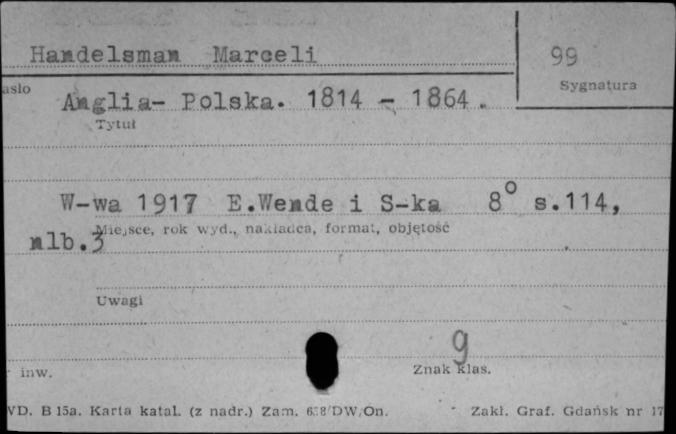 Handelsman Marceli
99
Sygnatura
asło
Anglia- Polska. 1814 - 1864.
Tytuł
W-wa 1917 E.Wende i S-ka 8° s.114,
Miejsce, rok wyd., nakładca, format, objętość
nlb.3
Uwagi
9
inw.
Znak klas.
VD. B 15a. Karta katal. (z nadr.) Zam. DW/On.
Zakł. Graf. Gdańsk nr 17